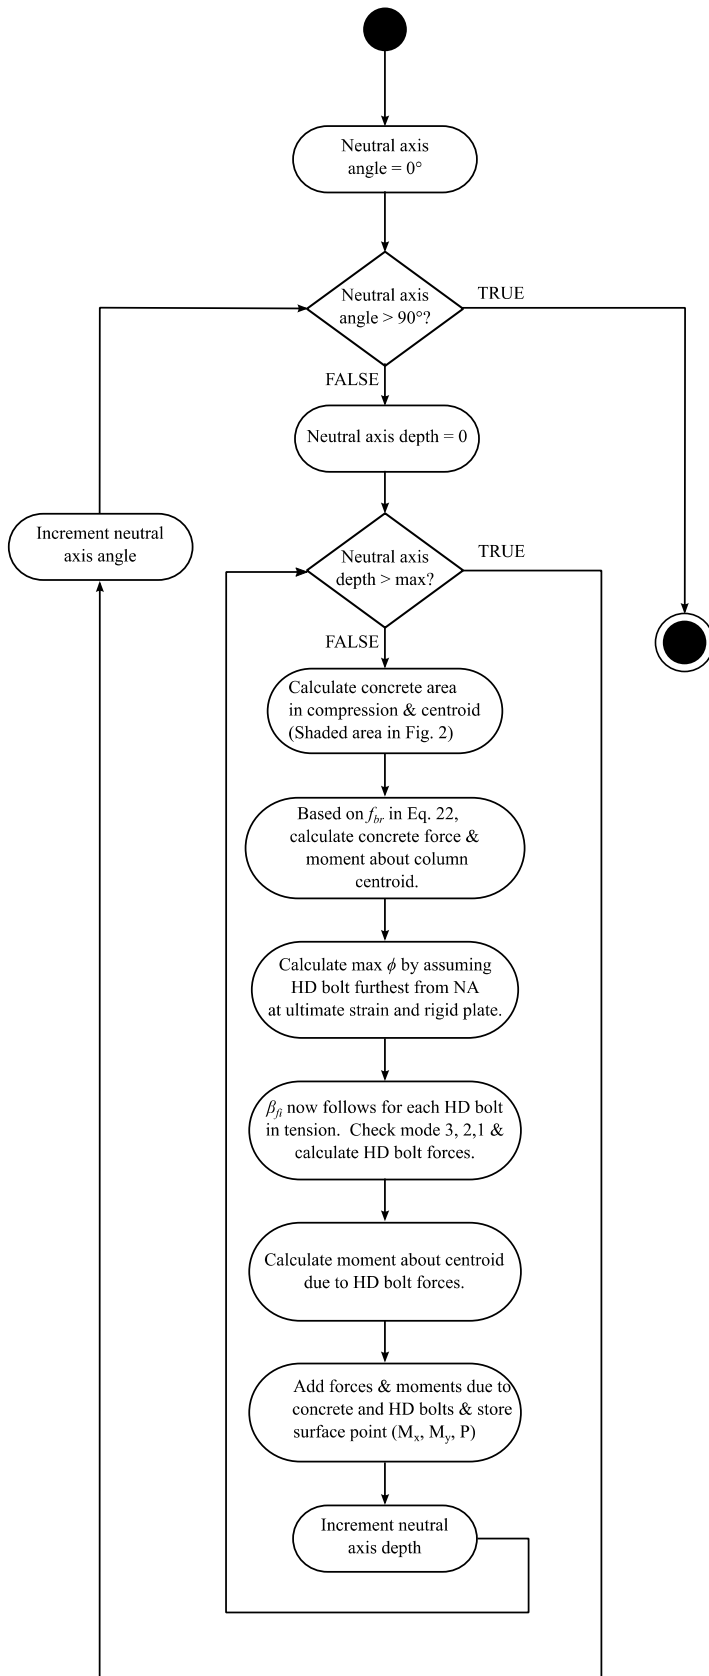 Neutral axis
angle = 0°
Neutral axis
angle > 90°?
TRUE
FALSE
Neutral axis depth = 0
Increment neutral
axis angle
Neutral axis
depth > max?
TRUE
FALSE
Calculate concrete area
in compression & centroid
(Shaded area in Fig. 2)
Based on f_br in Eq. 22,
calculate concrete force &
moment about column
centroid.
Calculate max ϕ by assuming
HD bolt furthest from NA
at ultimate strain and rigid plate.
β_fi now follows for each HD bolt
in tension.  Check mode 3, 2,1 &
calculate HD bolt forces.
Calculate moment about centroid
due to HD bolt forces.
Add forces & moments due to
concrete and HD bolts & store
surface point (M_x, M_y, P)
Increment neutral
axis depth